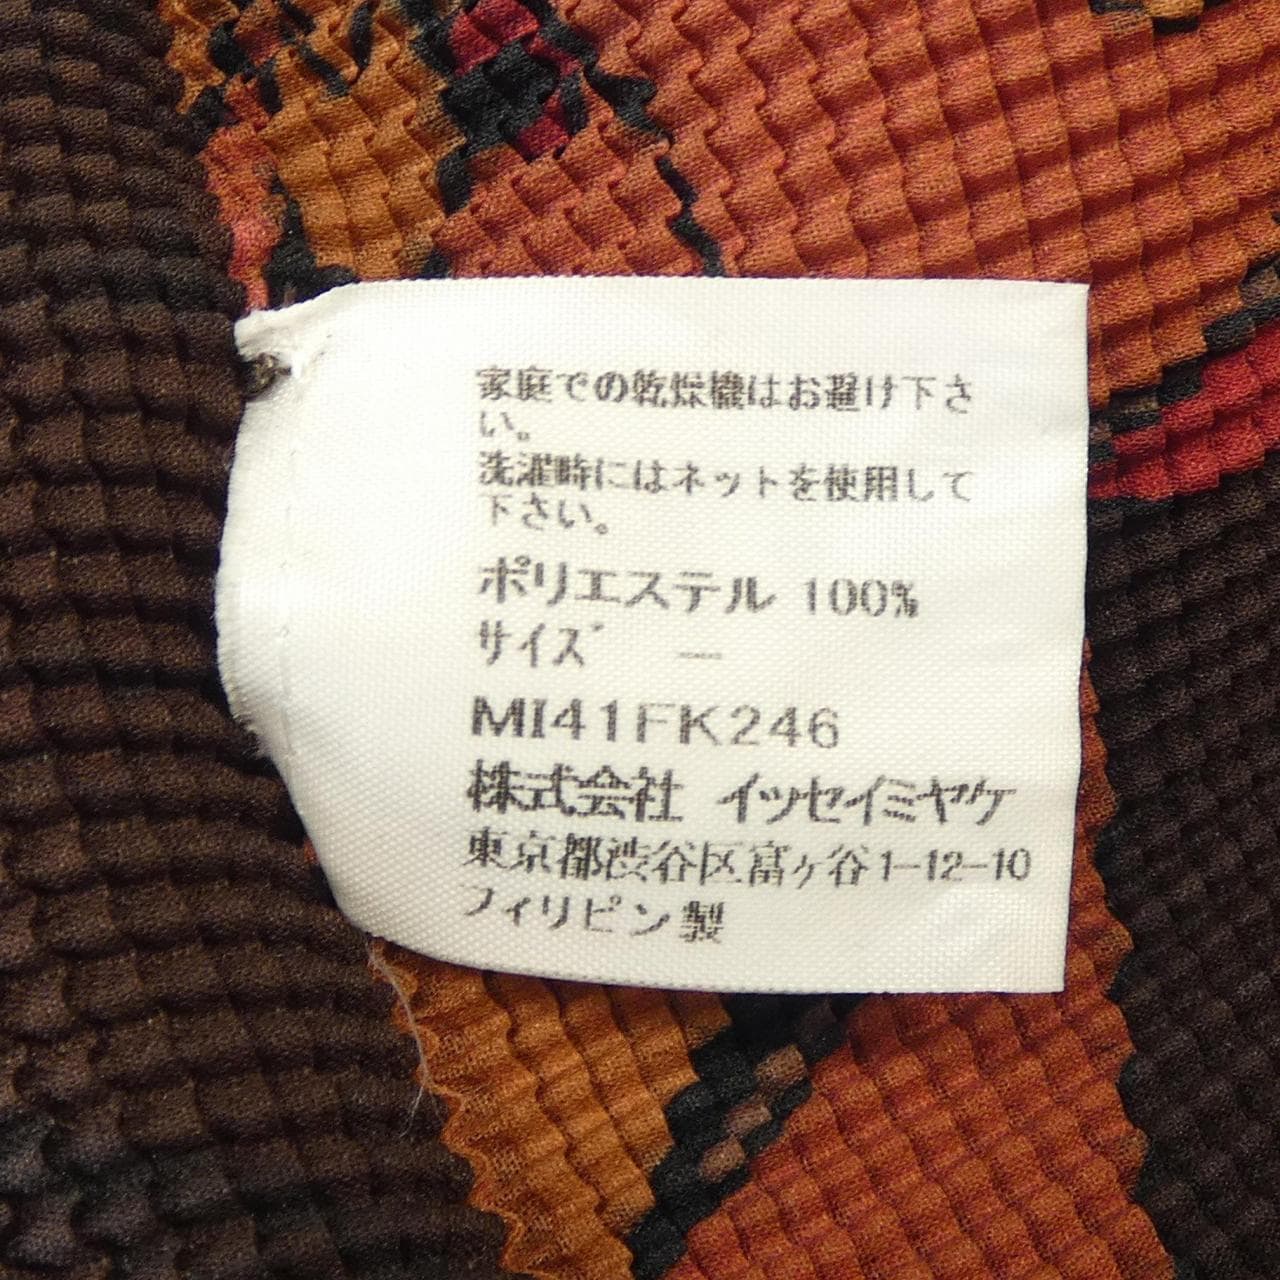 家庭での乾燥機はお避け下さ
い。
洗濯時にはネットを使用して
下さい。
ポリエステル 100%
サイズ —
MI41FK246
株式会社 イッセイミヤケ
東京都渋谷区富ヶ谷1-12-10
フィリピン製